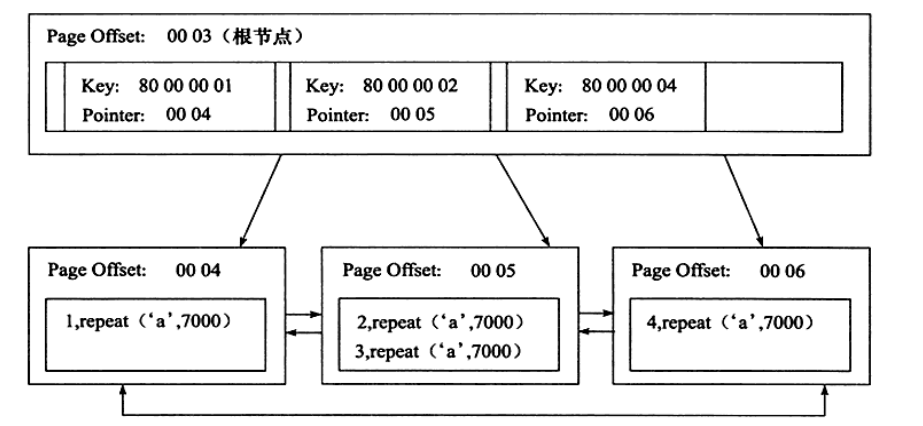 Page Offset: 00 03（根节点）
Key: 80 00 00 01
Pointer: 00 04
Key: 80 00 00 02
Pointer: 00 05
Key: 80 00 00 04
Pointer: 00 06
Page Offset: 00 04
1,repeat（‘a’,7000）
Page Offset: 00 05
2,repeat（‘a’,7000）
3,repeat（‘a’,7000）
Page Offset: 00 06
4,repeat（‘a’,7000）